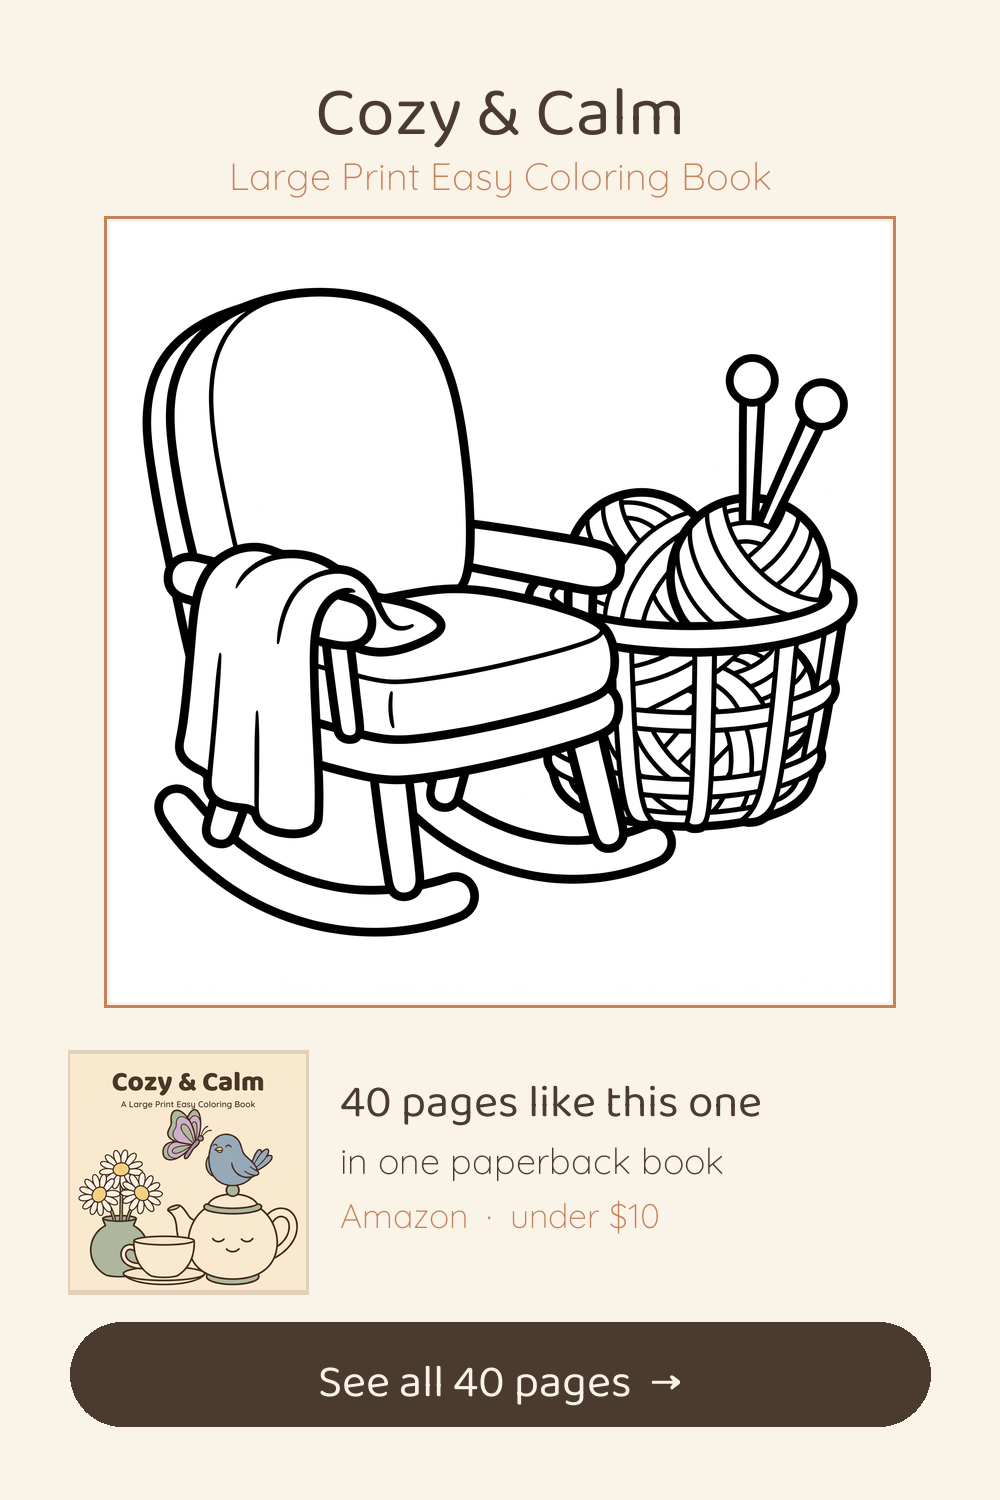 Cozy & Calm
Large Print Easy Coloring Book
Cozy & Calm
A Large Print Easy Coloring Book
40 pages like this one
in one paperback book
Amazon · under $10
See all 40 pages →